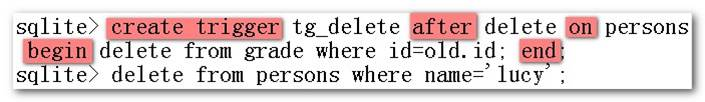 sqlite> create trigger tg_delete after delete on persons
begin delete from grade where id=old.id; end;
sqlite> delete from persons where name='lucy';